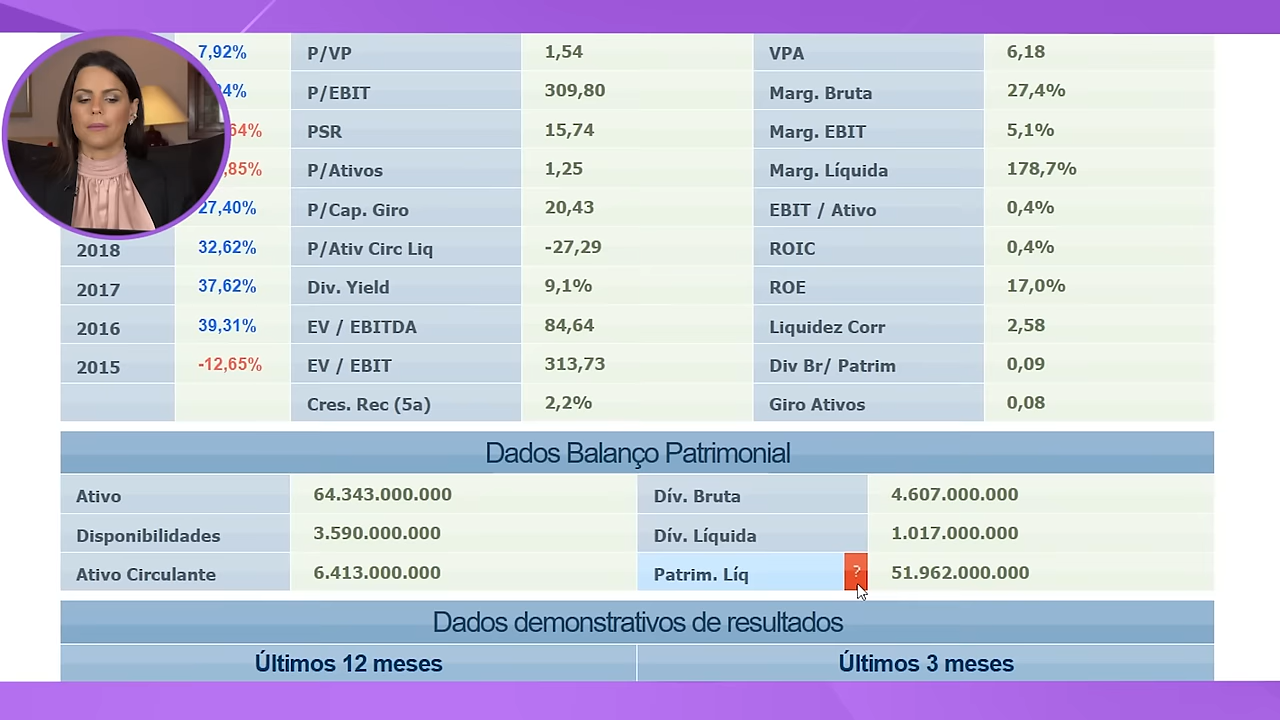 7,92% P/VP 1,54 VPA 6,18
4% P/EBIT 309,80 Marg. Bruta 27,4%
64% PSR 15,74 Marg. EBIT 5,1%
,85% P/Ativos 1,25 Marg. Líquida 178,7%
27,40% P/Cap. Giro 20,43 EBIT / Ativo 0,4%
2018 32,62% P/Ativ Circ Liq -27,29 ROIC 0,4%
2017 37,62% Div. Yield 9,1% ROE 17,0%
2016 39,31% EV / EBITDA 84,64 Liquidez Corr 2,58
2015 -12,65% EV / EBIT 313,73 Div Br/ Patrim 0,09
Cres. Rec (5a) 2,2% Giro Ativos 0,08
Dados Balanço Patrimonial
Ativo 64.343.000.000 Dív. Bruta 4.607.000.000
Disponibilidades 3.590.000.000 Dív. Líquida 1.017.000.000
Ativo Circulante 6.413.000.000 Patrim. Líq ? 51.962.000.000
Dados demonstrativos de resultados
Últimos 12 meses Últimos 3 meses